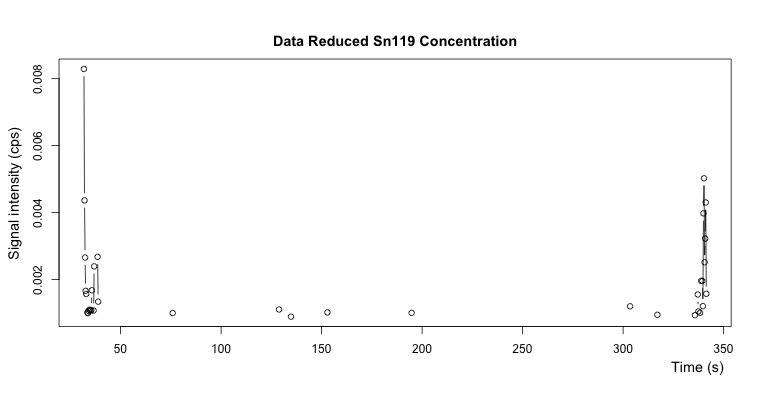 Data Reduced Sn119 Concentration
Signal intensity (cps)
0.008
0.006
0.004
0.002
50 100 150 200 250 300 350
Time (s)